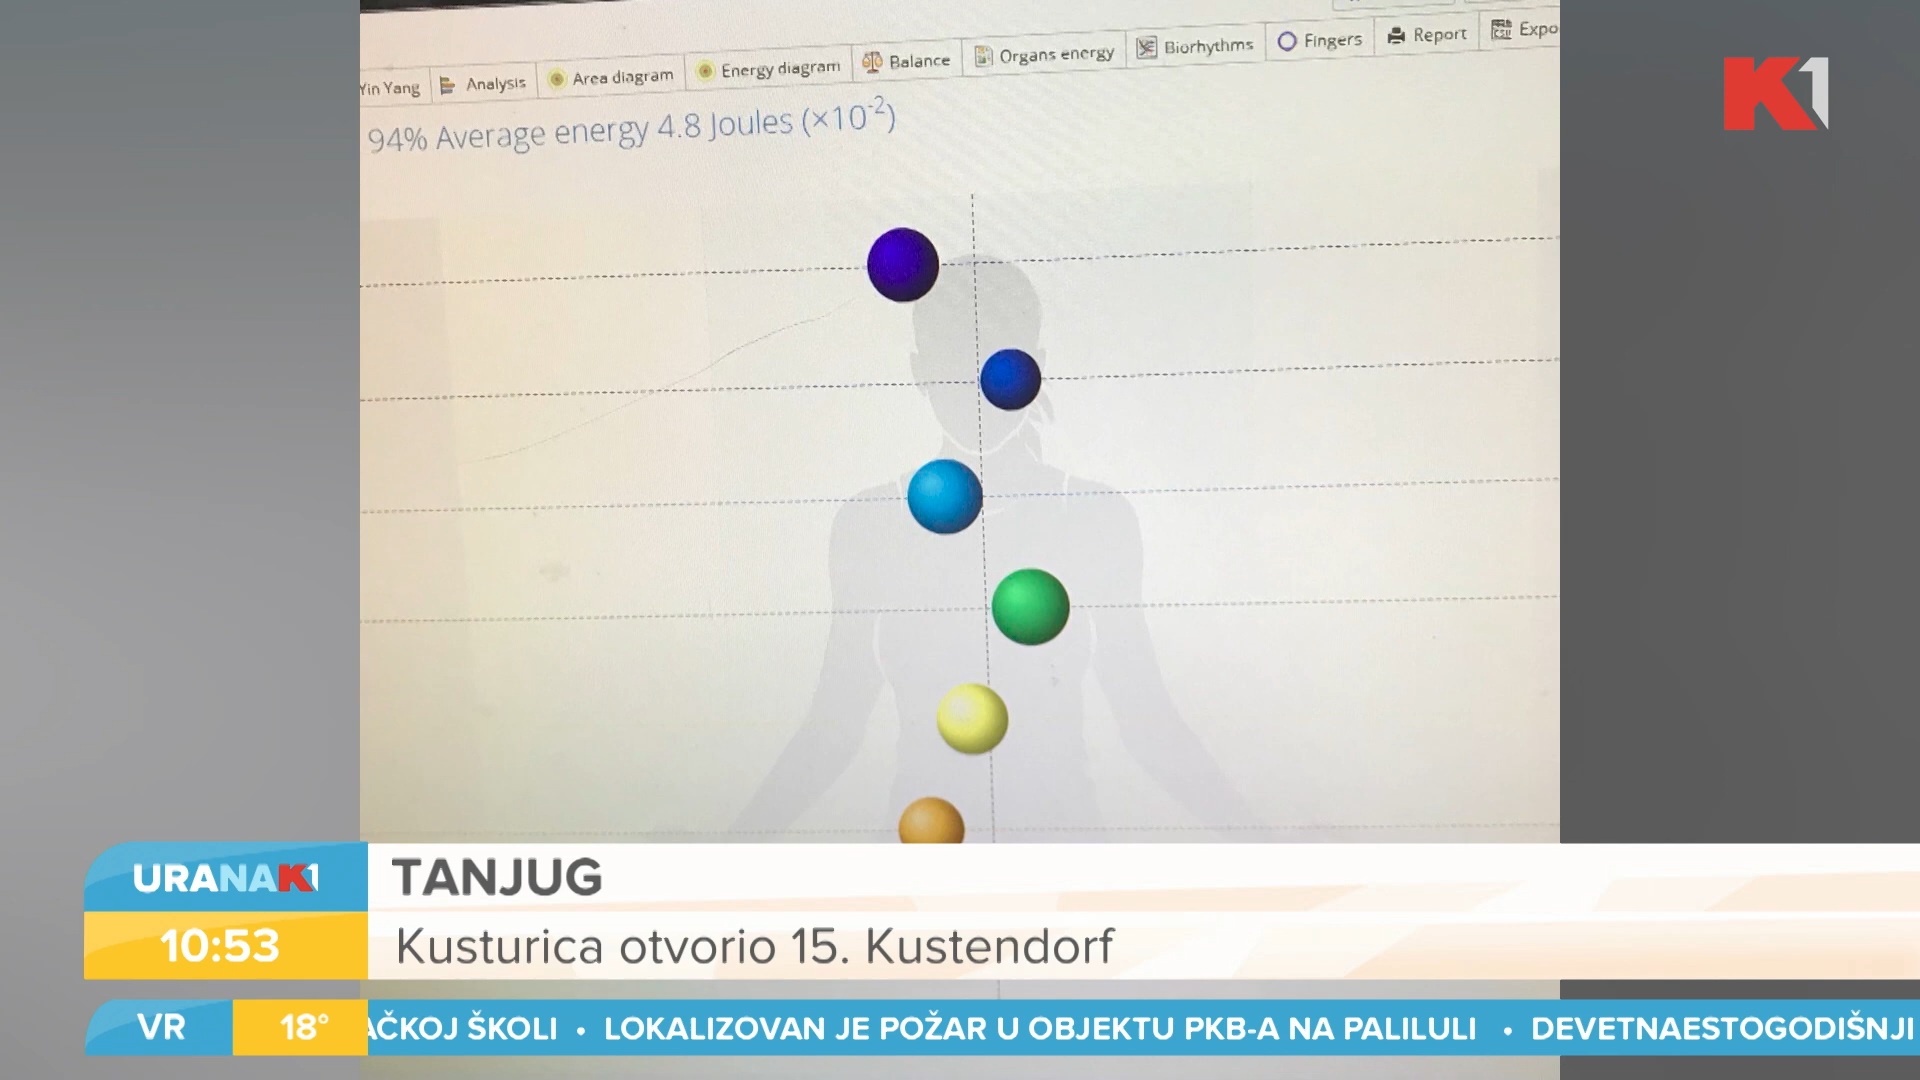 Yin Yang Analysis Area diagram Energy diagram Balance Organs energy Biorhythms Fingers Report Expo
94% Average energy 4.8 Joules (×10⁻²)
K1
URANAK1
TANJUG
10:53
Kusturica otvorio 15. Kustendorf
VR 18° AČKOJ ŠKOLI • LOKALIZOVAN JE POŽAR U OBJEKTU PKB-A NA PALILULI • DEVETNAESTOGODIŠNJI